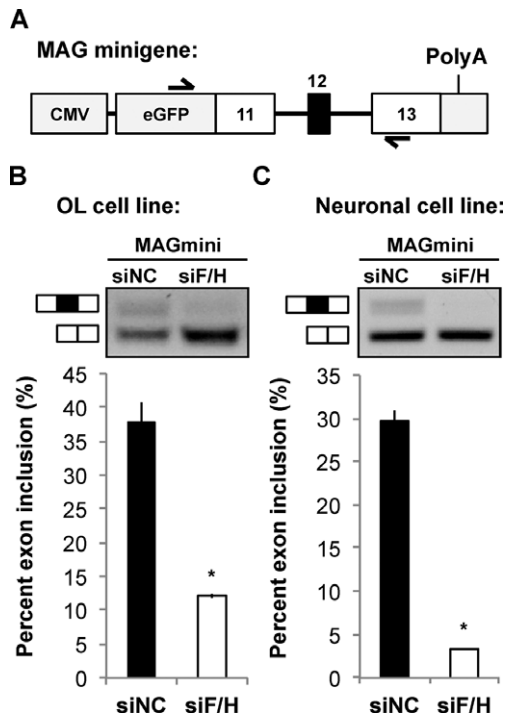 A
MAG minigene:
PolyA
12
CMV eGFP 11 13
B C
OL cell line: Neuronal cell line:
MAGmini MAGmini
siNC siF/H siNC siF/H
Percent exon inclusion (%)
45
40
35
30
25
20
15
10
5
0
*
siNC siF/H
Percent exon inclusion (%)
35
30
25
20
15
10
5
0
*
siNC siF/H